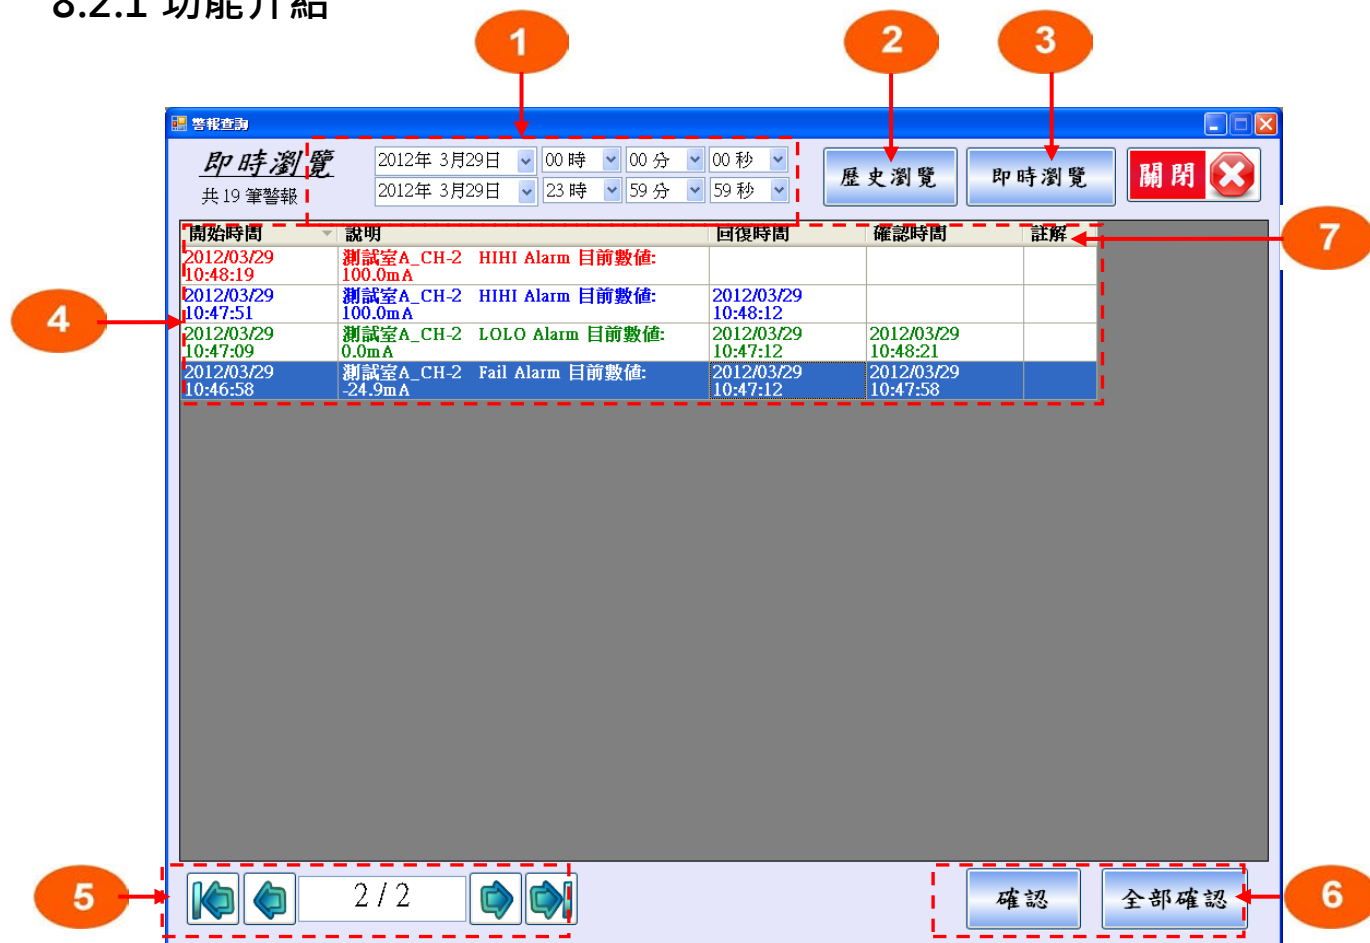 8.2.1 功能介紹
1
2
3
警報查詢
即時瀏覽
共 19 筆警報
2012年 3月29日 00 時 00 分 00 秒
2012年 3月29日 23 時 59 分 59 秒
歷史瀏覽
即時瀏覽
關閉
7
開始時間 說明 回復時間 確認時間 註解
2012/03/29 測試室A_CH-2 HIHI Alarm 目前數值:
10:48:19 100.0mA
2012/03/29 測試室A_CH-2 HIHI Alarm 目前數值: 2012/03/29
10:47:51 100.0mA 10:48:12
4
2012/03/29 測試室A_CH-2 LOLO Alarm 目前數值: 2012/03/29 2012/03/29
10:47:09 0.0mA 10:47:12 10:48:21
2012/03/29 測試室A_CH-2 Fail Alarm 目前數值: 2012/03/29 2012/03/29
10:46:58 -24.9mA 10:47:12 10:47:58
5
2 / 2
確認
全部確認
6